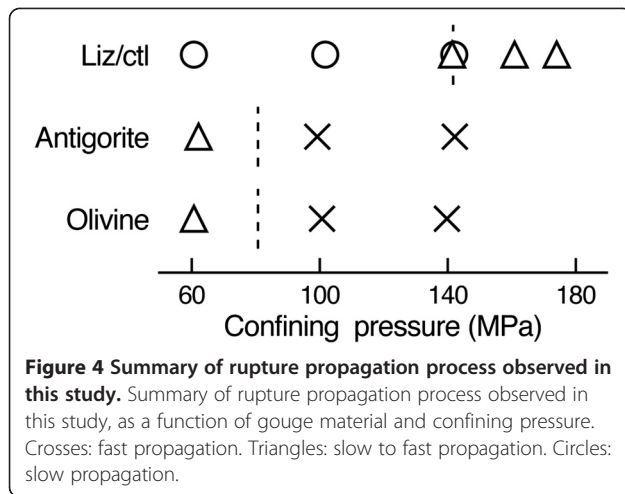 Liz/ctl
Antigorite
Olivine
60 100 140 180
Confining pressure (MPa)
Figure 4 Summary of rupture propagation process observed in
this study. Summary of rupture propagation process observed in
this study, as a function of gouge material and confining pressure.
Crosses: fast propagation. Triangles: slow to fast propagation. Circles:
slow propagation.